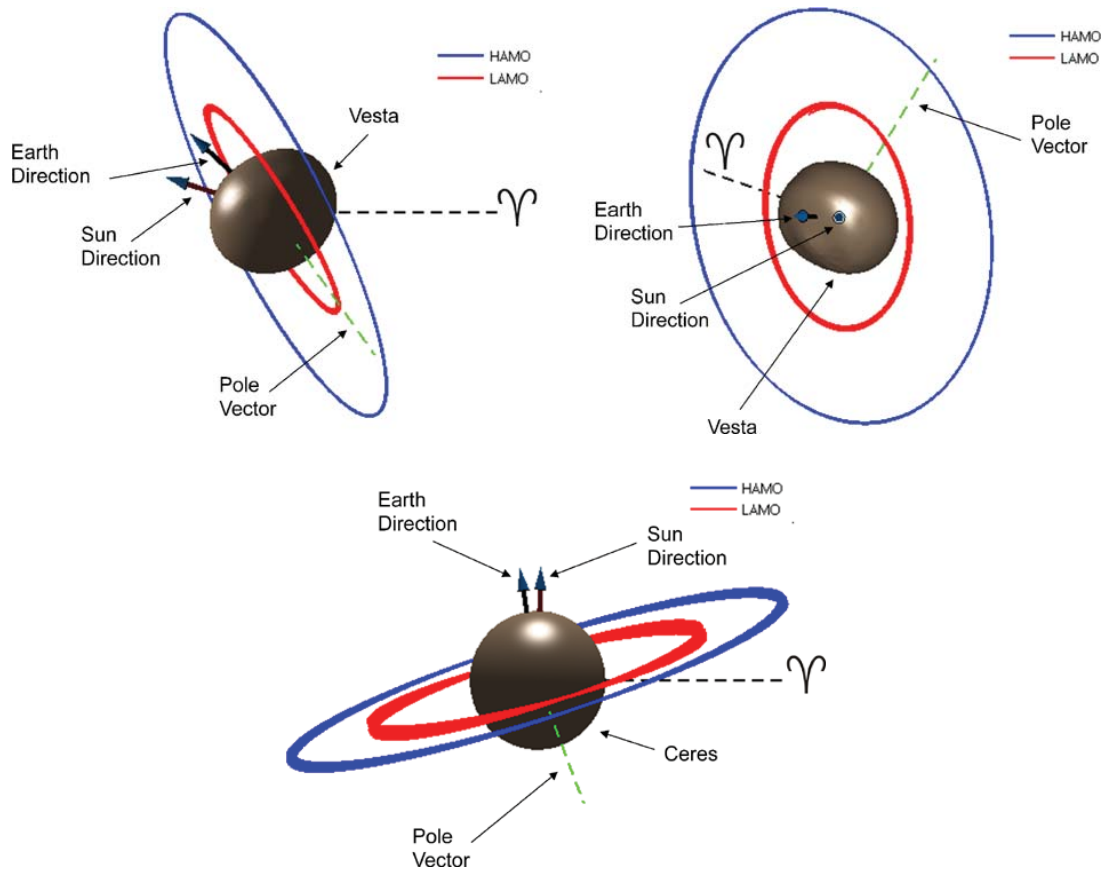 HAMO
LAMO
Vesta
Earth
Direction
♈
Sun
Direction
Pole
Vector
HAMO
LAMO
Pole
Vector
♈
Earth
Direction
Sun
Direction
Vesta
HAMO
LAMO
Earth
Direction
Sun
Direction
♈
Ceres
Pole
Vector